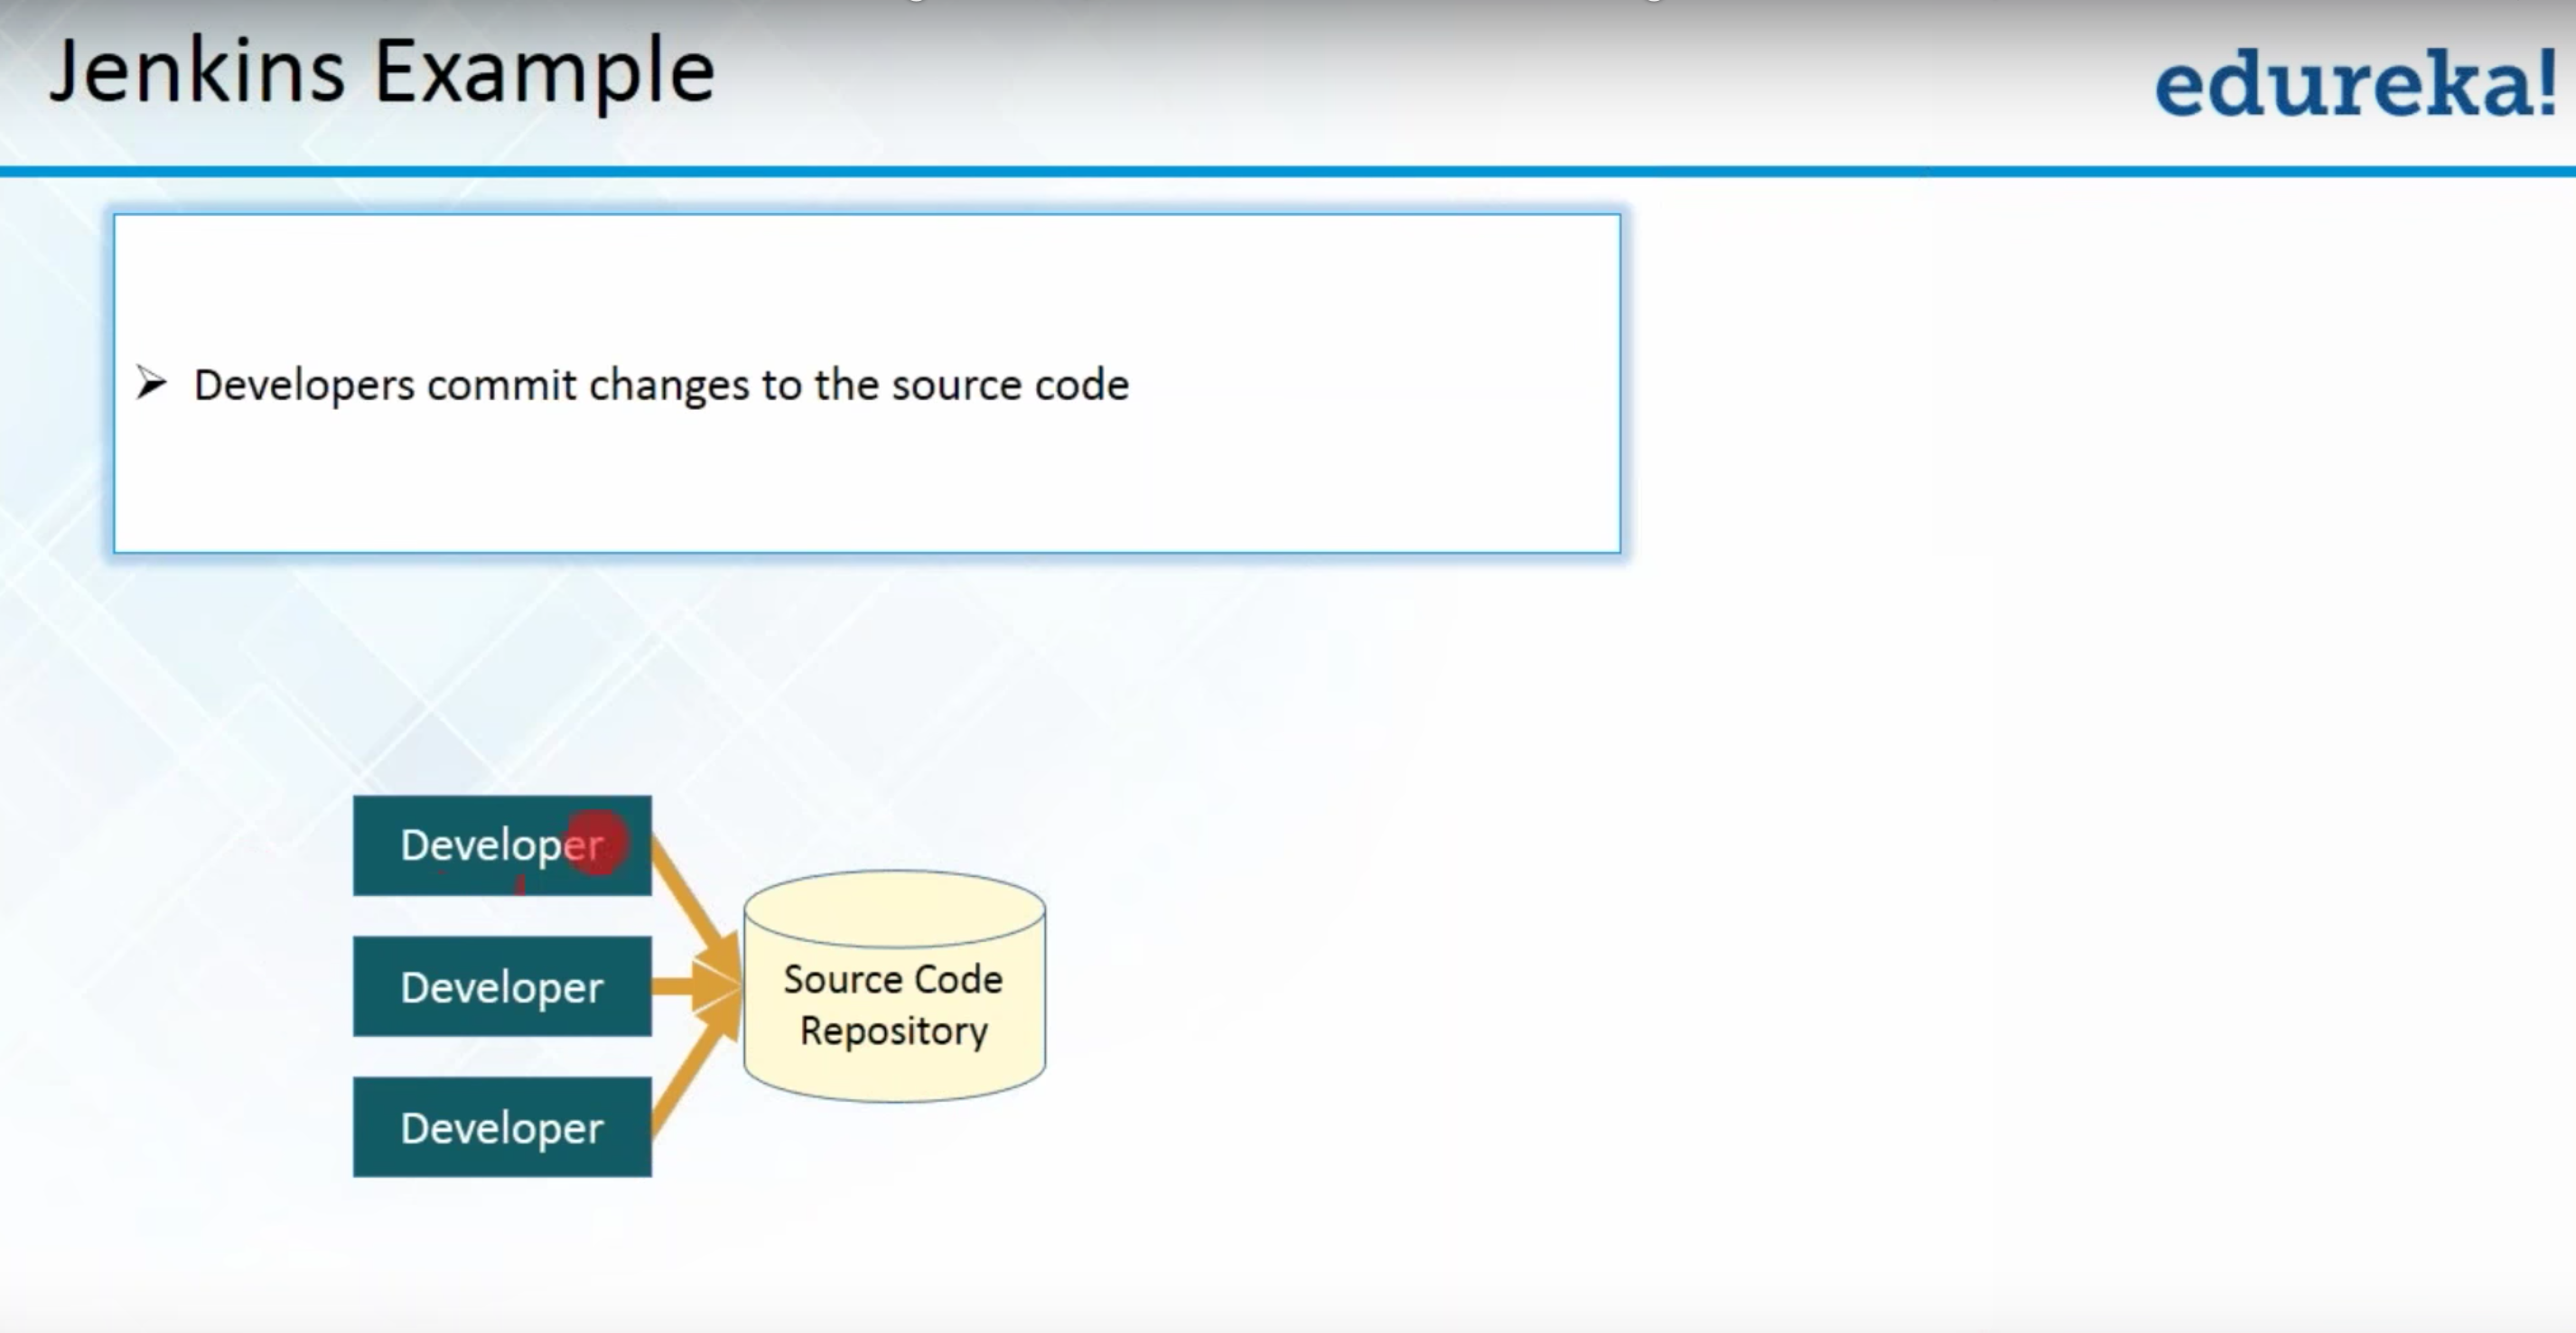 Jenkins Example
edureka!
Developers commit changes to the source code
Developer
Developer
Developer
Source Code
Repository